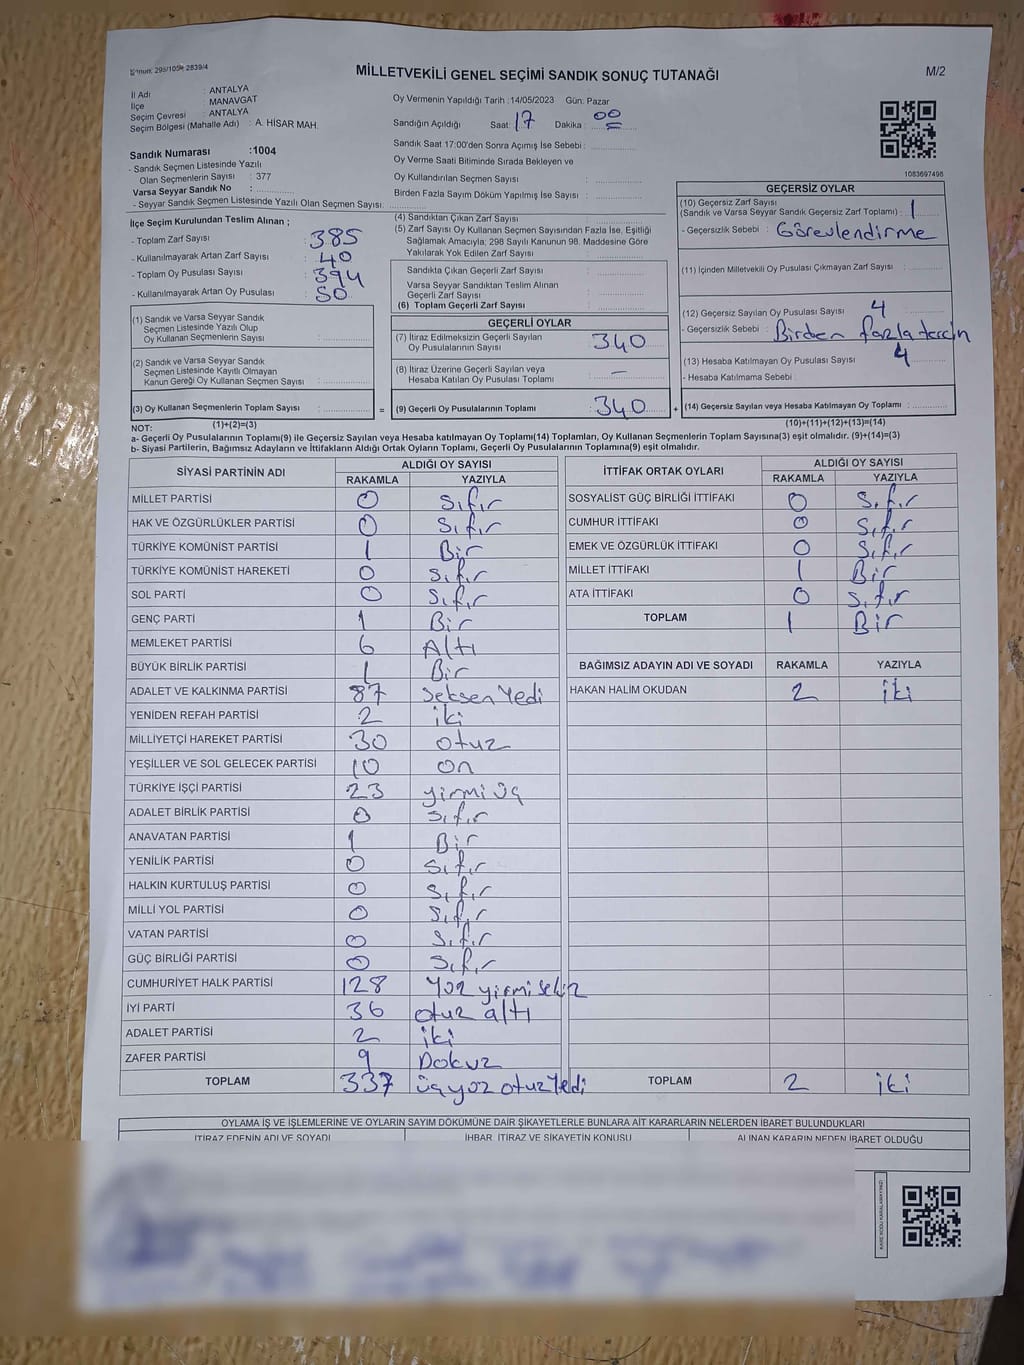 MİLLETVEKİLİ GENEL SEÇİMİ SANDIK SONUÇ TUTANAĞI
M/2
İl Adı : ANTALYA
İlçe : MANAVGAT
Seçim Çevresi : ANTALYA
Seçim Bölgesi (Mahalle Adı) : A. HİSAR MAH.
Oy Vermenin Yapıldığı Tarih :14/05/2023 Gün: Pazar
Sandığın Açıldığı Saat: 17 Dakika : 00
Sandık Saat 17:00'den Sonra Açımış İse Sebebi :
Oy Verme Saati Bitiminde Sırada Bekleyen ve
Oy Kullandırılan Seçmen Sayısı :
Birden Fazla Sayım Döküm Yapılmış İse Sayısı :
1083697498
Sandık Numarası :1004
- Sandık Seçmen Listesinde Yazılı
Olan Seçmenlerin Sayısı : 377
Varsa Seyyar Sandık No :
- Seyyar Sandık Seçmen Listesinde Yazılı Olan Seçmen Sayısı:
İlçe Seçim Kurulundan Teslim Alınan ;
- Toplam Zarf Sayısı : 385
- Kullanılmayarak Artan Zarf Sayısı : 40
- Toplam Oy Pusulası Sayısı : 394
- Kullanılmayarak Artan Oy Pusulası : 50
(1) Sandık ve Varsa Seyyar Sandık
Seçmen Listesinde Yazılı Olup
Oy Kullanan Seçmenlerin Sayısı :
(2) Sandık ve Varsa Seyyar Sandık
Seçmen Listesinde Kayıtlı Olmayan
Kanun Gereği Oy Kullanan Seçmen Sayısı :
(3) Oy Kullanan Seçmenlerin Toplam Sayısı : =
(1)+(2)=(3)
(4) Sandıktan Çıkan Zarf Sayısı :
(5) Zarf Sayısı Oy Kullanan Seçmen Sayısından Fazla İse, Eşitliği
Sağlamak Amacıyla; 298 Sayılı Kanunun 98. Maddesine Göre
Yakılarak Yok Edilen Zarf Sayısı :
Sandıkta Çıkan Geçerli Zarf Sayısı :
Varsa Seyyar Sandıktan Teslim Alınan
Geçerli Zarf Sayısı :
(6) Toplam Geçerli Zarf Sayısı :
GEÇERLİ OYLAR
(7) İtiraz Edilmeksizin Geçerli Sayılan
Oy Pusulalarının Sayısı : 340
(8) İtiraz Üzerine Geçerli Sayılan veya
Hesaba Katılan Oy Pusulası Toplamı : –
(9) Geçerli Oy Pusulalarının Toplamı : 340 +
GEÇERSİZ OYLAR
(10) Geçersiz Zarf Sayısı
(Sandık ve Varsa Seyyar Sandık Geçersiz Zarf Toplamı) : 1
- Geçersizlik Sebebi : Görevlendirme
(11) İçinden Milletvekili Oy Pusulası Çıkmayan Zarf Sayısı :
(12) Geçersiz Sayılan Oy Pusulası Sayısı : 4
- Geçersizlik Sebebi : Birden fazla tercin
(13) Hesaba Katılmayan Oy Pusulası Sayısı : 4
- Hesaba Katılmama Sebebi :
(14) Geçersiz Sayılan veya Hesaba Katılmayan Oy Toplamı :
(10)+(11)+(12)+(13)=(14)
NOT:
a- Geçerli Oy Pusulalarının Toplamı(9) ile Geçersiz Sayılan veya Hesaba katılmayan Oy Toplamı(14) Toplamları, Oy Kullanan Seçmenlerin Toplam Sayısına(3) eşit olmalıdır. (9)+(14)=(3)
b- Siyasi Partilerin, Bağımsız Adayların ve İttifakların Aldığı Ortak Oyların Toplamı, Geçerli Oy Pusulalarının Toplamına(9) eşit olmalıdır.
SİYASİ PARTİNİN ADI ALDIĞI OY SAYISI
RAKAMLA YAZIYLA
MİLLET PARTİSİ 0 Sıfır
HAK VE ÖZGÜRLÜKLER PARTİSİ 0 Sıfır
TÜRKİYE KOMÜNİST PARTİSİ 1 Bir
TÜRKİYE KOMÜNİST HAREKETİ 0 Sıfır
SOL PARTİ 0 Sıfır
GENÇ PARTİ 1 Bir
MEMLEKET PARTİSİ 6 Altı
BÜYÜK BİRLİK PARTİSİ 1 Bir
ADALET VE KALKINMA PARTİSİ 87 Seksen Yedi
YENİDEN REFAH PARTİSİ 2 iki
MİLLİYETÇİ HAREKET PARTİSİ 30 otuz
YEŞİLLER VE SOL GELECEK PARTİSİ 10 on
TÜRKİYE İŞÇİ PARTİSİ 23 yirmi üç
ADALET BİRLİK PARTİSİ 0 Sıfır
ANAVATAN PARTİSİ 1 Bir
YENİLİK PARTİSİ 0 Sıfır
HALKIN KURTULUŞ PARTİSİ 0 Sıfır
MİLLİ YOL PARTİSİ 0 Sıfır
VATAN PARTİSİ 0 Sıfır
GÜÇ BİRLİĞİ PARTİSİ 0 Sıfır
CUMHURİYET HALK PARTİSİ 128 Yüz yirmi sekiz
İYİ PARTİ 36 otuz altı
ADALET PARTİSİ 2 iki
ZAFER PARTİSİ 9 Dokuz
TOPLAM 337 üçyüz otuz Yedi
İTTİFAK ORTAK OYLARI ALDIĞI OY SAYISI
RAKAMLA YAZIYLA
SOSYALİST GÜÇ BİRLİĞİ İTTİFAKI 0 Sıfır
CUMHUR İTTİFAKI 0 Sıfır
EMEK VE ÖZGÜRLÜK İTTİFAKI 0 Sıfır
MİLLET İTTİFAKI 1 Bir
ATA İTTİFAKI 0 Sıfır
TOPLAM 1 Bir
BAĞIMSIZ ADAYIN ADI VE SOYADI RAKAMLA YAZIYLA
HAKAN HALİM OKUDAN 2 iki
TOPLAM 2 iki
OYLAMA İŞ VE İŞLEMLERİNE VE OYLARIN SAYIM DÖKÜMÜNE DAİR ŞİKAYETLERLE BUNLARA AİT KARARLARIN NELERDEN İBARET BULUNDUKLARI
İTİRAZ EDENİN ADI VE SOYADI İHBAR, İTİRAZ VE ŞİKAYETİN KONUSU ALINAN KARARIN NEDEN İBARET OLDUĞU
KARE KODU KARALAMAYINIZ!